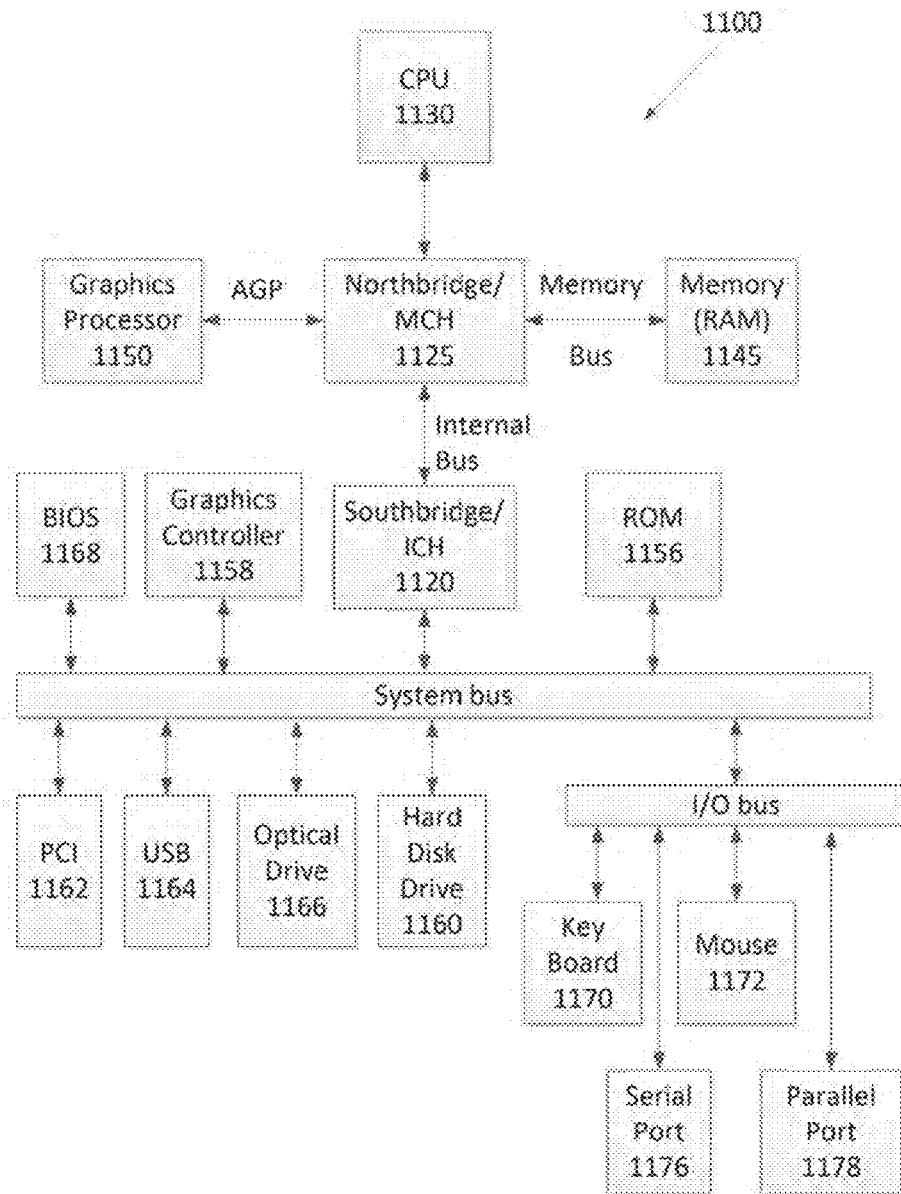 1100
CPU
1130
Graphics
Processor
1150
AGP
Northbridge/
MCH
1125
Memory
Bus
Memory
(RAM)
1145
Internal
Bus
BIOS
1168
Graphics
Controller
1158
Southbridge/
ICH
1120
ROM
1156
System bus
I/O bus
PCI
1162
USB
1164
Optical
Drive
1166
Hard
Disk
Drive
1160
Key
Board
1170
Mouse
1172
Serial
Port
1176
Parallel
Port
1178